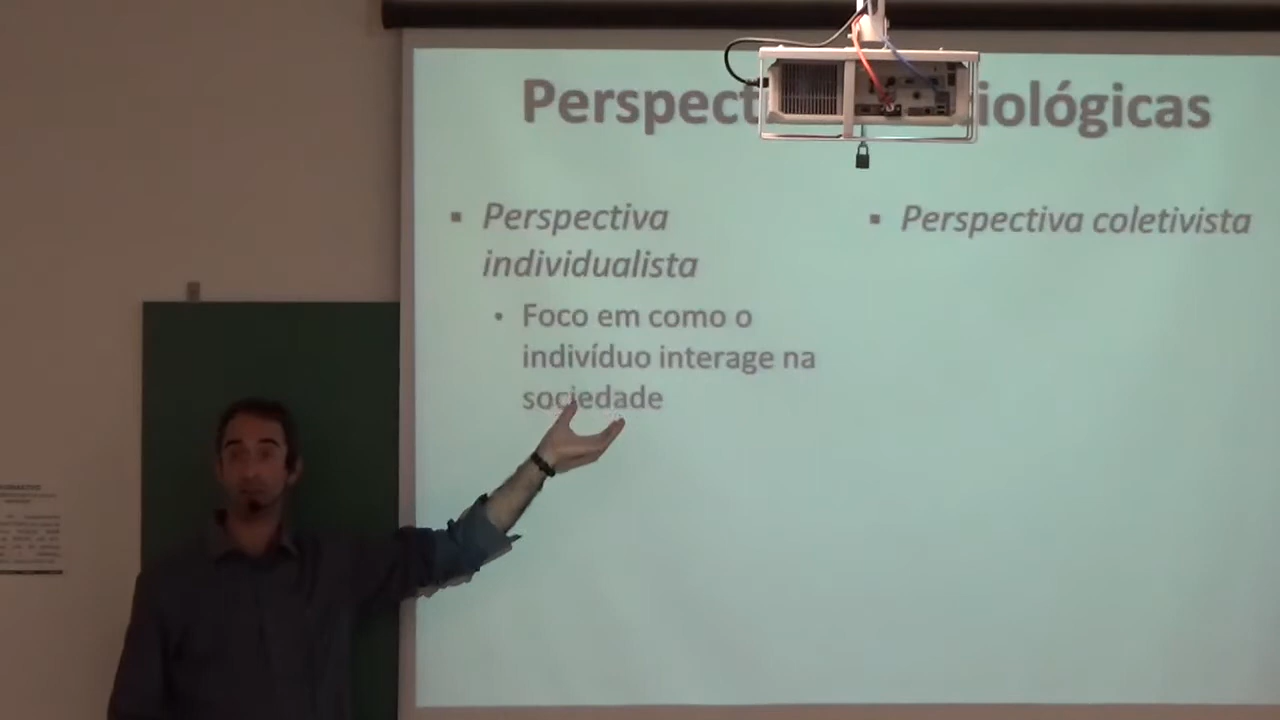 Perspect iológicas
▪ Perspectiva
individualista
• Foco em como o
indivíduo interage na
sociedade
▪ Perspectiva coletivista